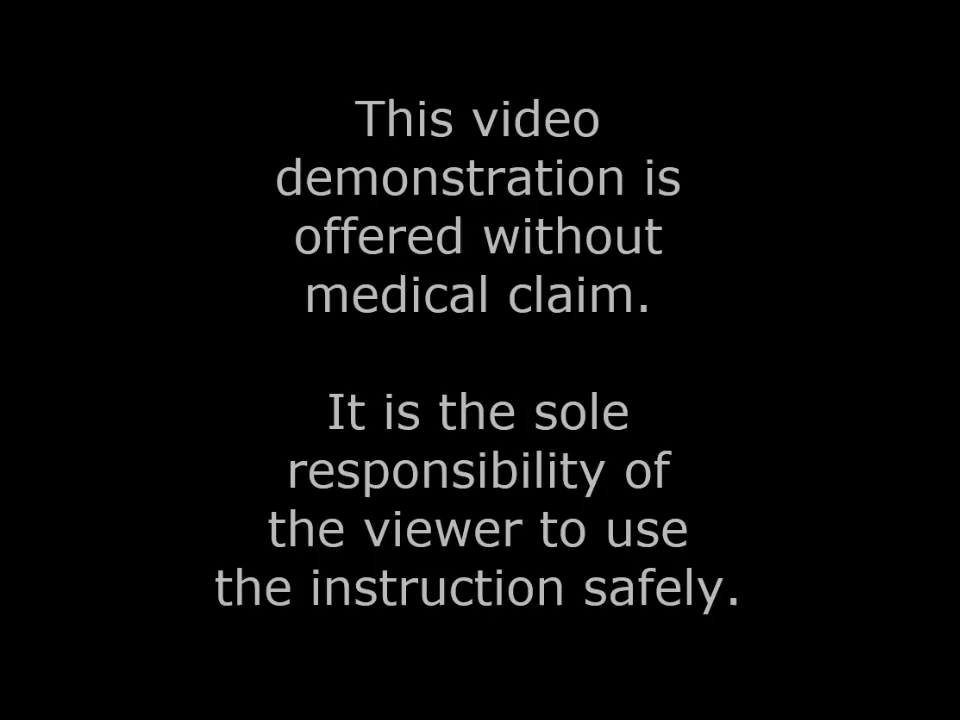 This video
demonstration is
offered without
medical claim.
It is the sole
responsibility of
the viewer to use
the instruction safely.